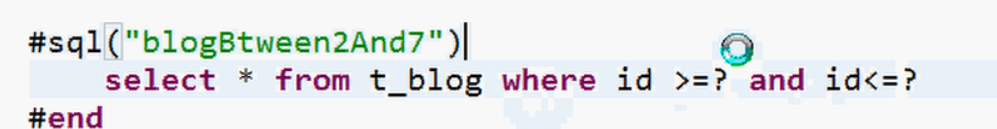 #sql("blogBtween2And7")
select * from t_blog where id >=? and id<=?
#end